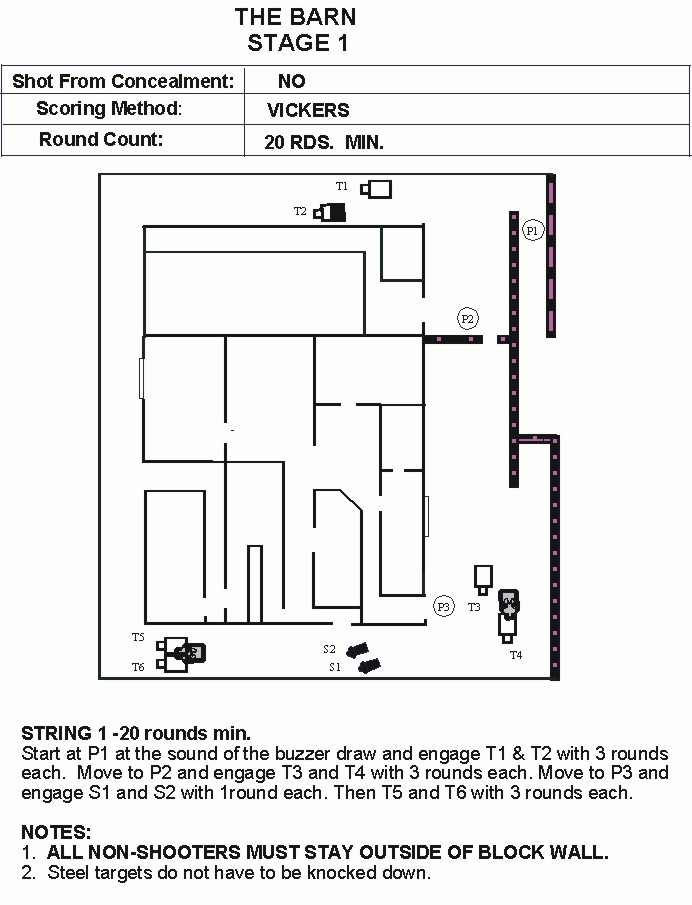 THE BARN
STAGE 1
Shot From Concealment: NO
Scoring Method: VICKERS
Round Count: 20 RDS. MIN.
T1
T2
P1
P2
P3
T3
T4
T5
T6
S2
S1
STRING 1 -20 rounds min.
Start at P1 at the sound of the buzzer draw and engage T1 & T2 with 3 rounds
each. Move to P2 and engage T3 and T4 with 3 rounds each. Move to P3 and
engage S1 and S2 with 1round each. Then T5 and T6 with 3 rounds each.
NOTES:
1. ALL NON-SHOOTERS MUST STAY OUTSIDE OF BLOCK WALL.
2. Steel targets do not have to be knocked down.